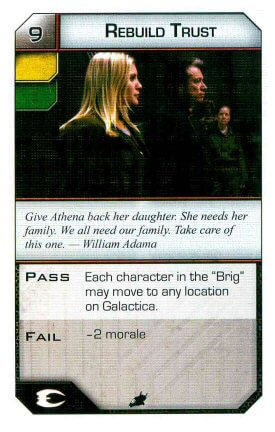 9
REBUILD TRUST
Give Athena back her daughter. She needs her
family. We all need our family. Take care of
this one. — William Adama
PASS Each character in the "Brig"
may move to any location
on Galactica.
FAIL -2 morale